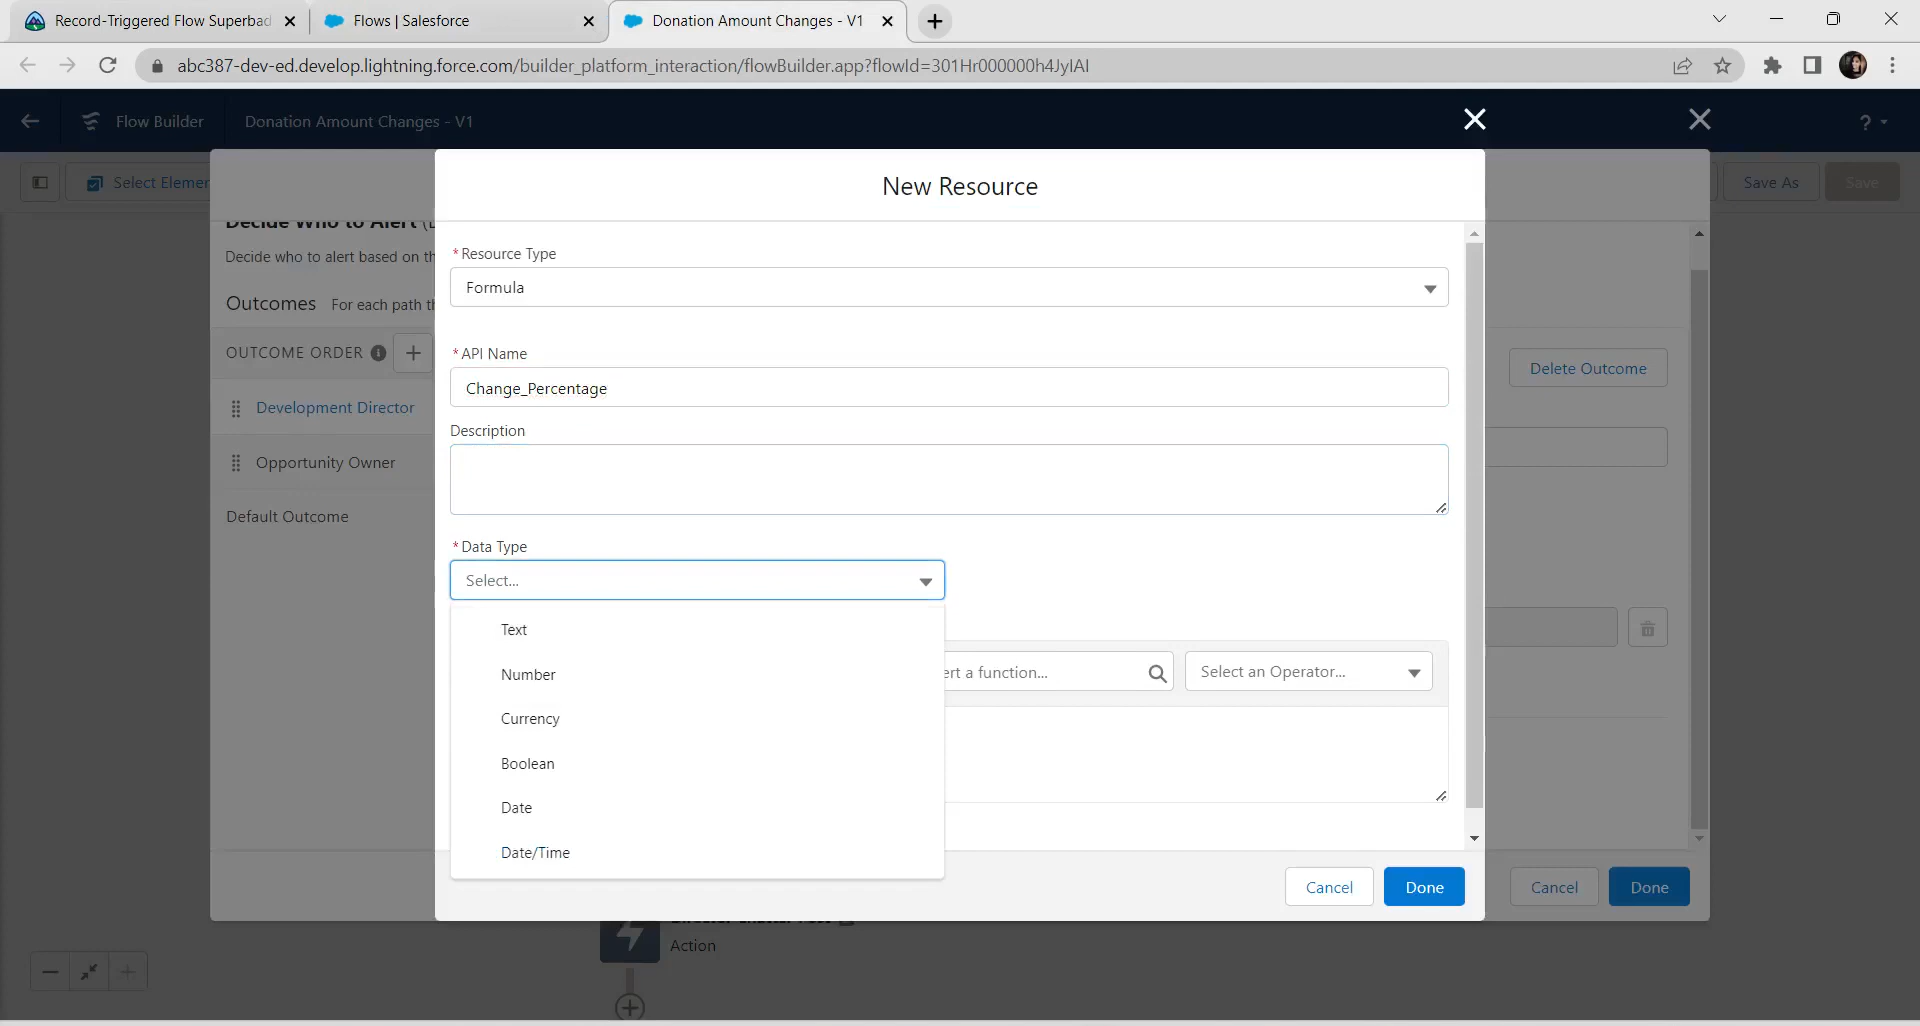 Record-Triggered Flow Superbad
Flows | Salesforce
Donation Amount Changes - V1
abc387-dev-ed.develop.lightning.force.com/builder_platform_interaction/flowBuilder.app?flowId=301Hr000000h4JyIAI
Flow Builder
Donation Amount Changes - V1
?
Select Elemen
New Resource
Save As
Save
Decide Who to Alert (D
Decide who to alert based on th
Outcomes For each path th
OUTCOME ORDER
Development Director
Opportunity Owner
Default Outcome
* Resource Type
Formula
* API Name
Change_Percentage
Description
* Data Type
Select...
Text
Number
Currency
Boolean
Date
Date/Time
ert a function...
Select an Operator...
Delete Outcome
Cancel
Done
Cancel
Done
Action